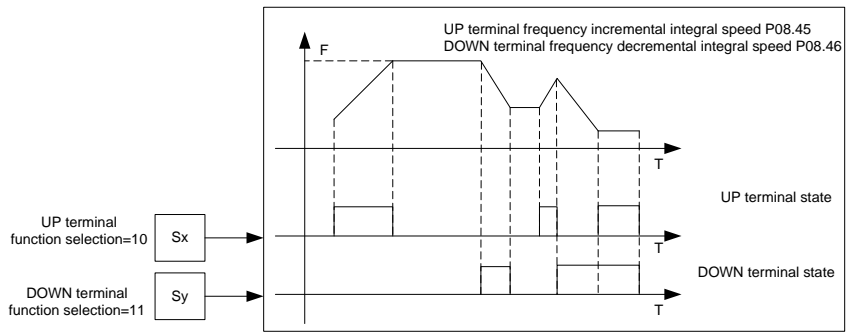 UP terminal frequency incremental integral speed P08.45
DOWN terminal frequency decremental integral speed P08.46
F
T
UP terminal state
UP terminal
function selection=10
Sx
T
DOWN terminal state
DOWN terminal
function selection=11
Sy
T